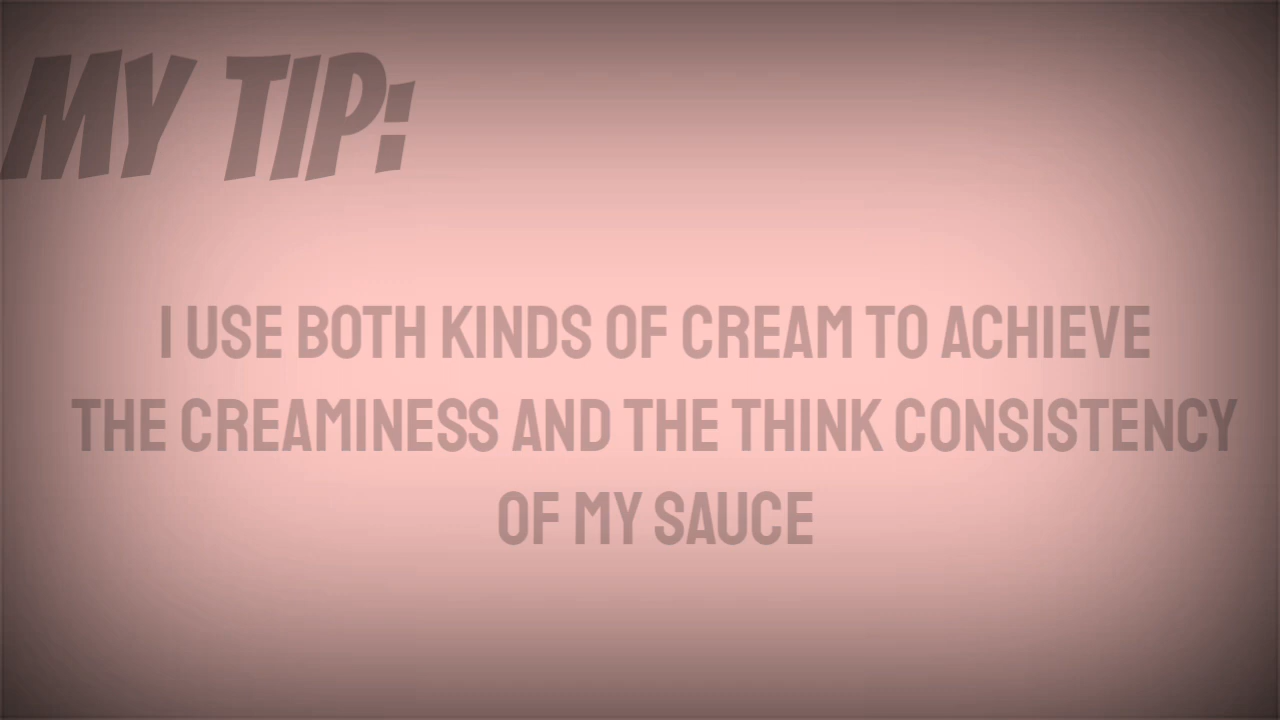 MY TIP:
I USE BOTH KINDS OF CREAM TO ACHIEVE
THE CREAMINESS AND THE THINK CONSISTENCY
OF MY SAUCE